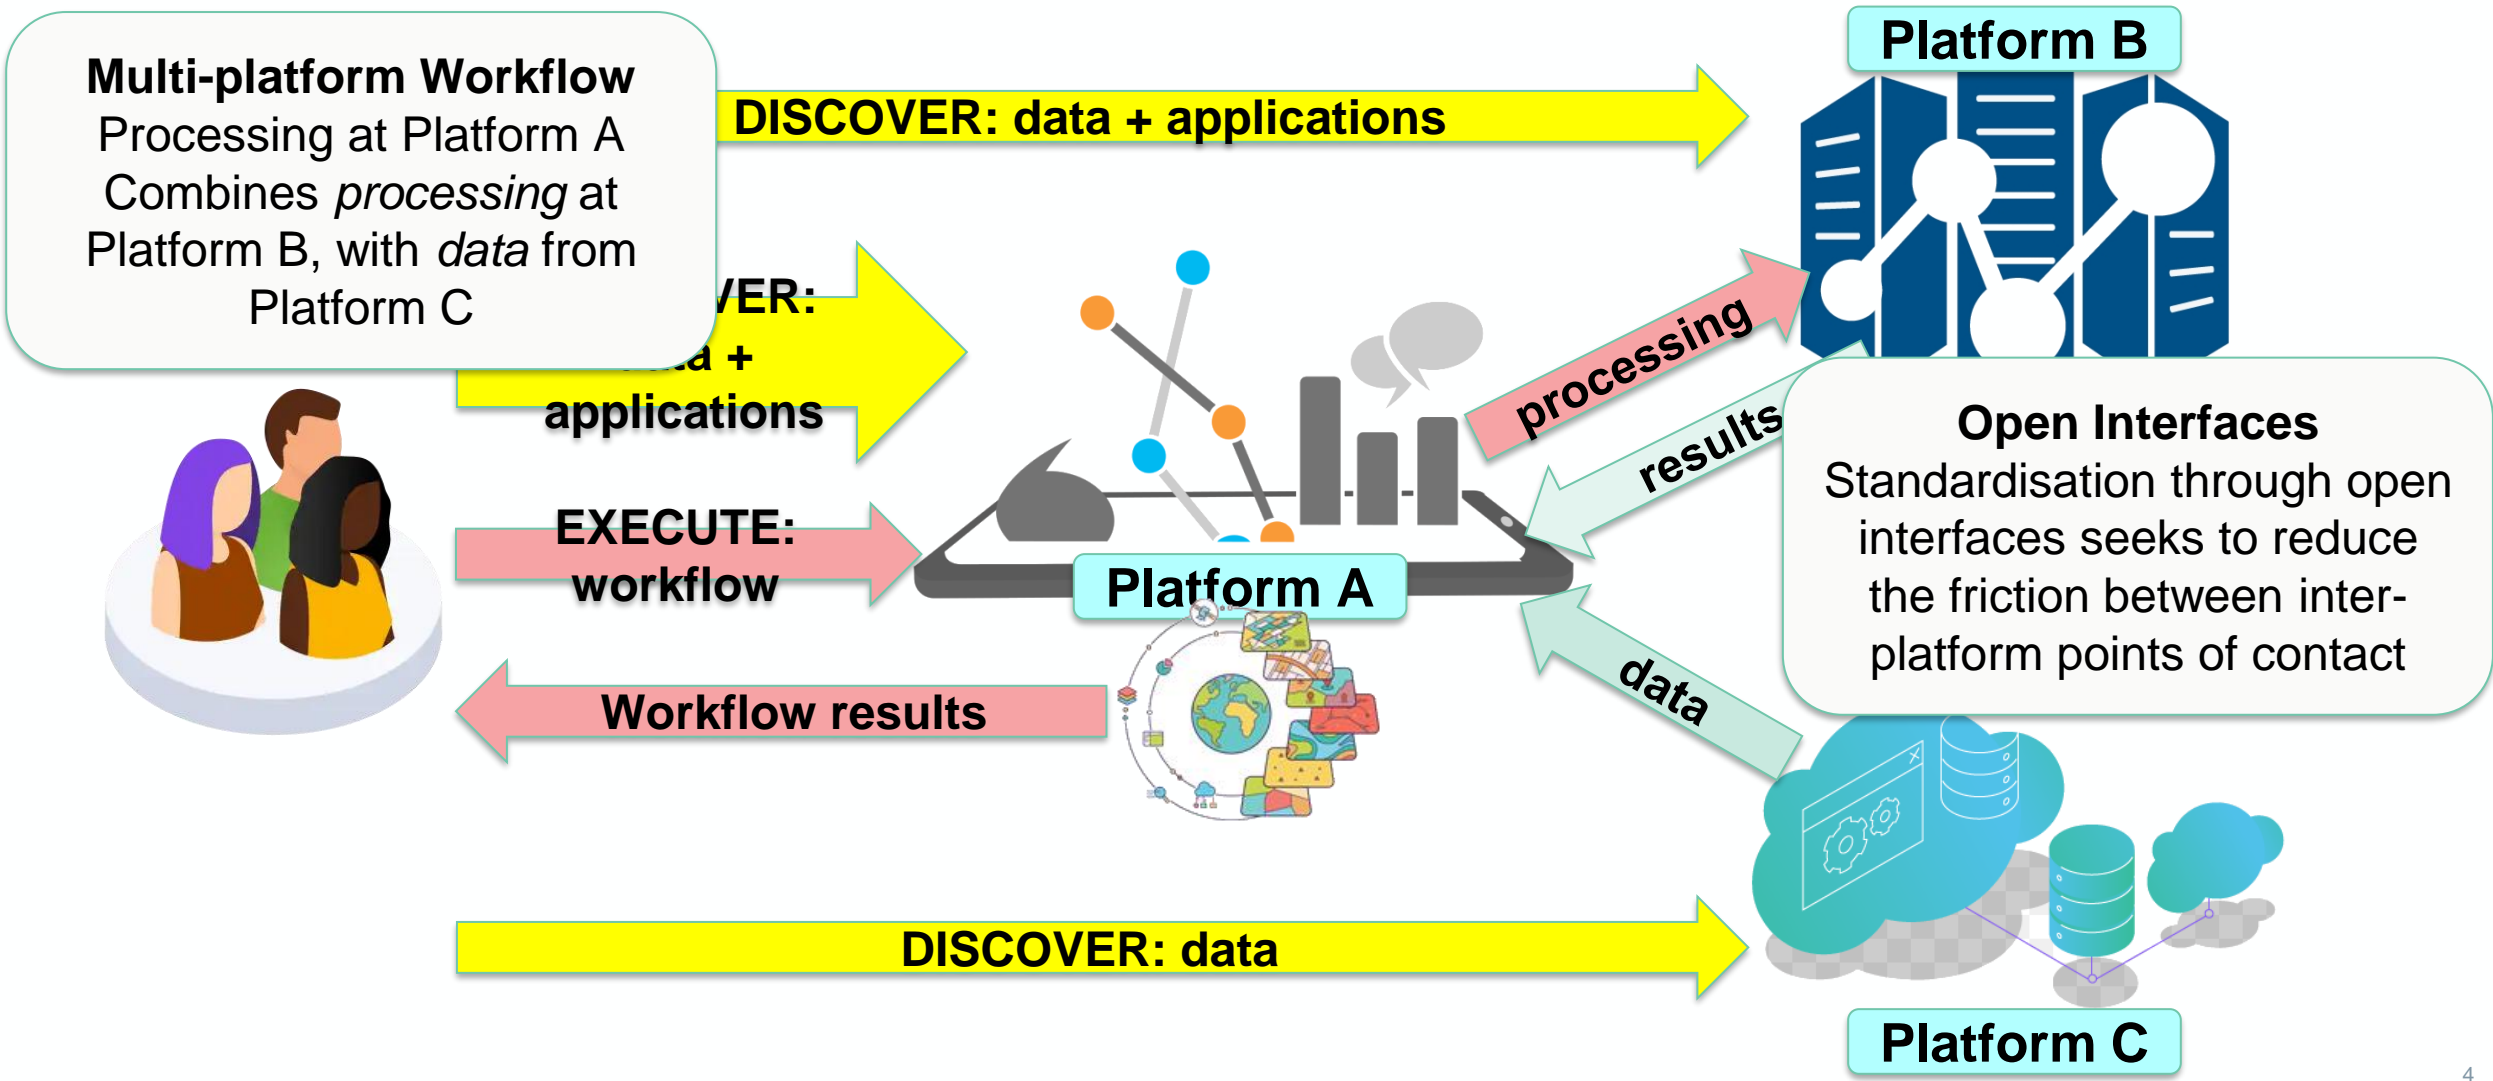 Multi-platform Workflow
Processing at Platform A
Combines processing at
Platform B, with data from
Platform C
DISCOVER: data + applications
Platform B
VER:
+
applications
EXECUTE:
workflow
Workflow results
Platform A
processing
results
data
Open Interfaces
Standardisation through open
interfaces seeks to reduce
the friction between inter-
platform points of contact
DISCOVER: data
Platform C
4